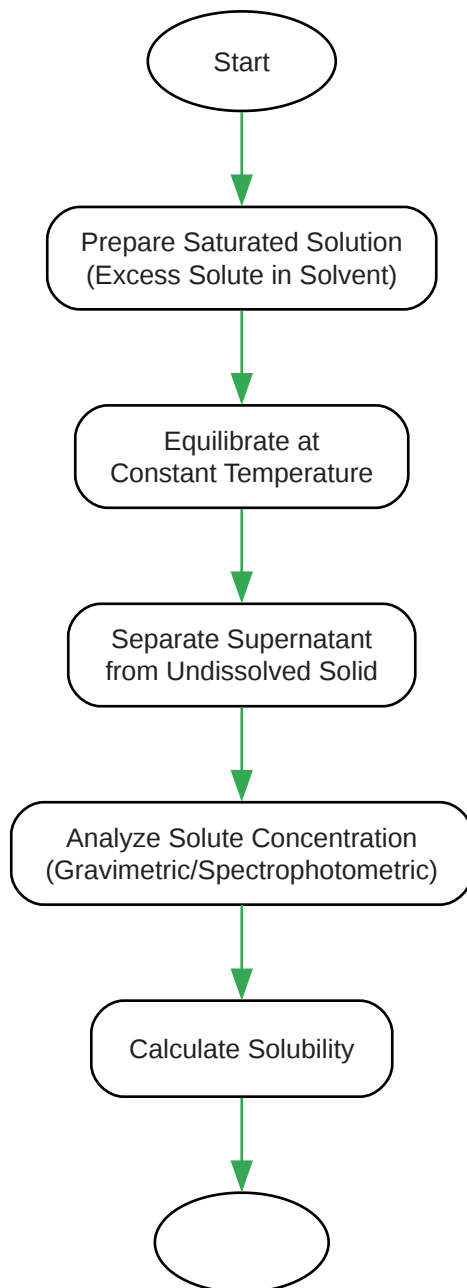 Start
Prepare Saturated Solution
(Excess Solute in Solvent)
Equilibrate at
Constant Temperature
Separate Supernatant
from Undissolved Solid
Analyze Solute Concentration
(Gravimetric/Spectrophotometric)
Calculate Solubility